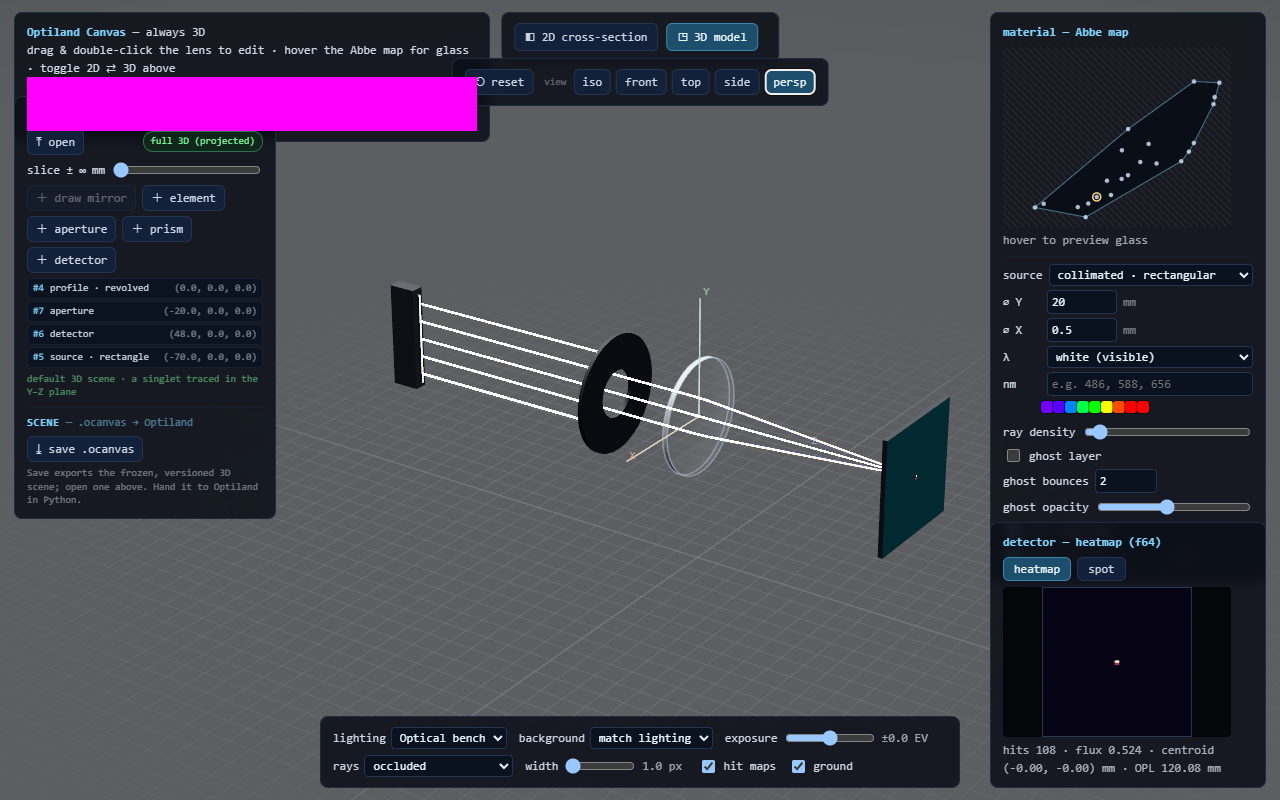 Optiland Canvas — always 3D
drag & double-click the lens to edit · hover the Abbe map for glass
· toggle 2D ⇄ 3D above
2D cross-section
3D model
reset
view
iso
front
top
side
persp
open
full 3D (projected)
slice ± ∞ mm
+ draw mirror
+ element
+ aperture
+ prism
+ detector
#4 profile · revolved (0.0, 0.0, 0.0)
#7 aperture (-20.0, 0.0, 0.0)
#6 detector (48.0, 0.0, 0.0)
#5 source · rectangle (-70.0, 0.0, 0.0)
default 3D scene · a singlet traced in the
Y–Z plane
SCENE — .ocanvas → Optiland
save .ocanvas
Save exports the frozen, versioned 3D
scene; open one above. Hand it to Optiland
in Python.
Y
X
material — Abbe map
hover to preview glass
source collimated · rectangular
⌀ Y 20 mm
⌀ X 0.5 mm
λ white (visible)
nm e.g. 486, 588, 656
ray density
ghost layer
ghost bounces 2
ghost opacity
detector — heatmap (f64)
heatmap
spot
hits 108 · flux 0.524 · centroid
(-0.00, -0.00) mm · OPL 120.08 mm
lighting Optical bench background match lighting exposure ±0.0 EV
rays occluded width 1.0 px hit maps ground